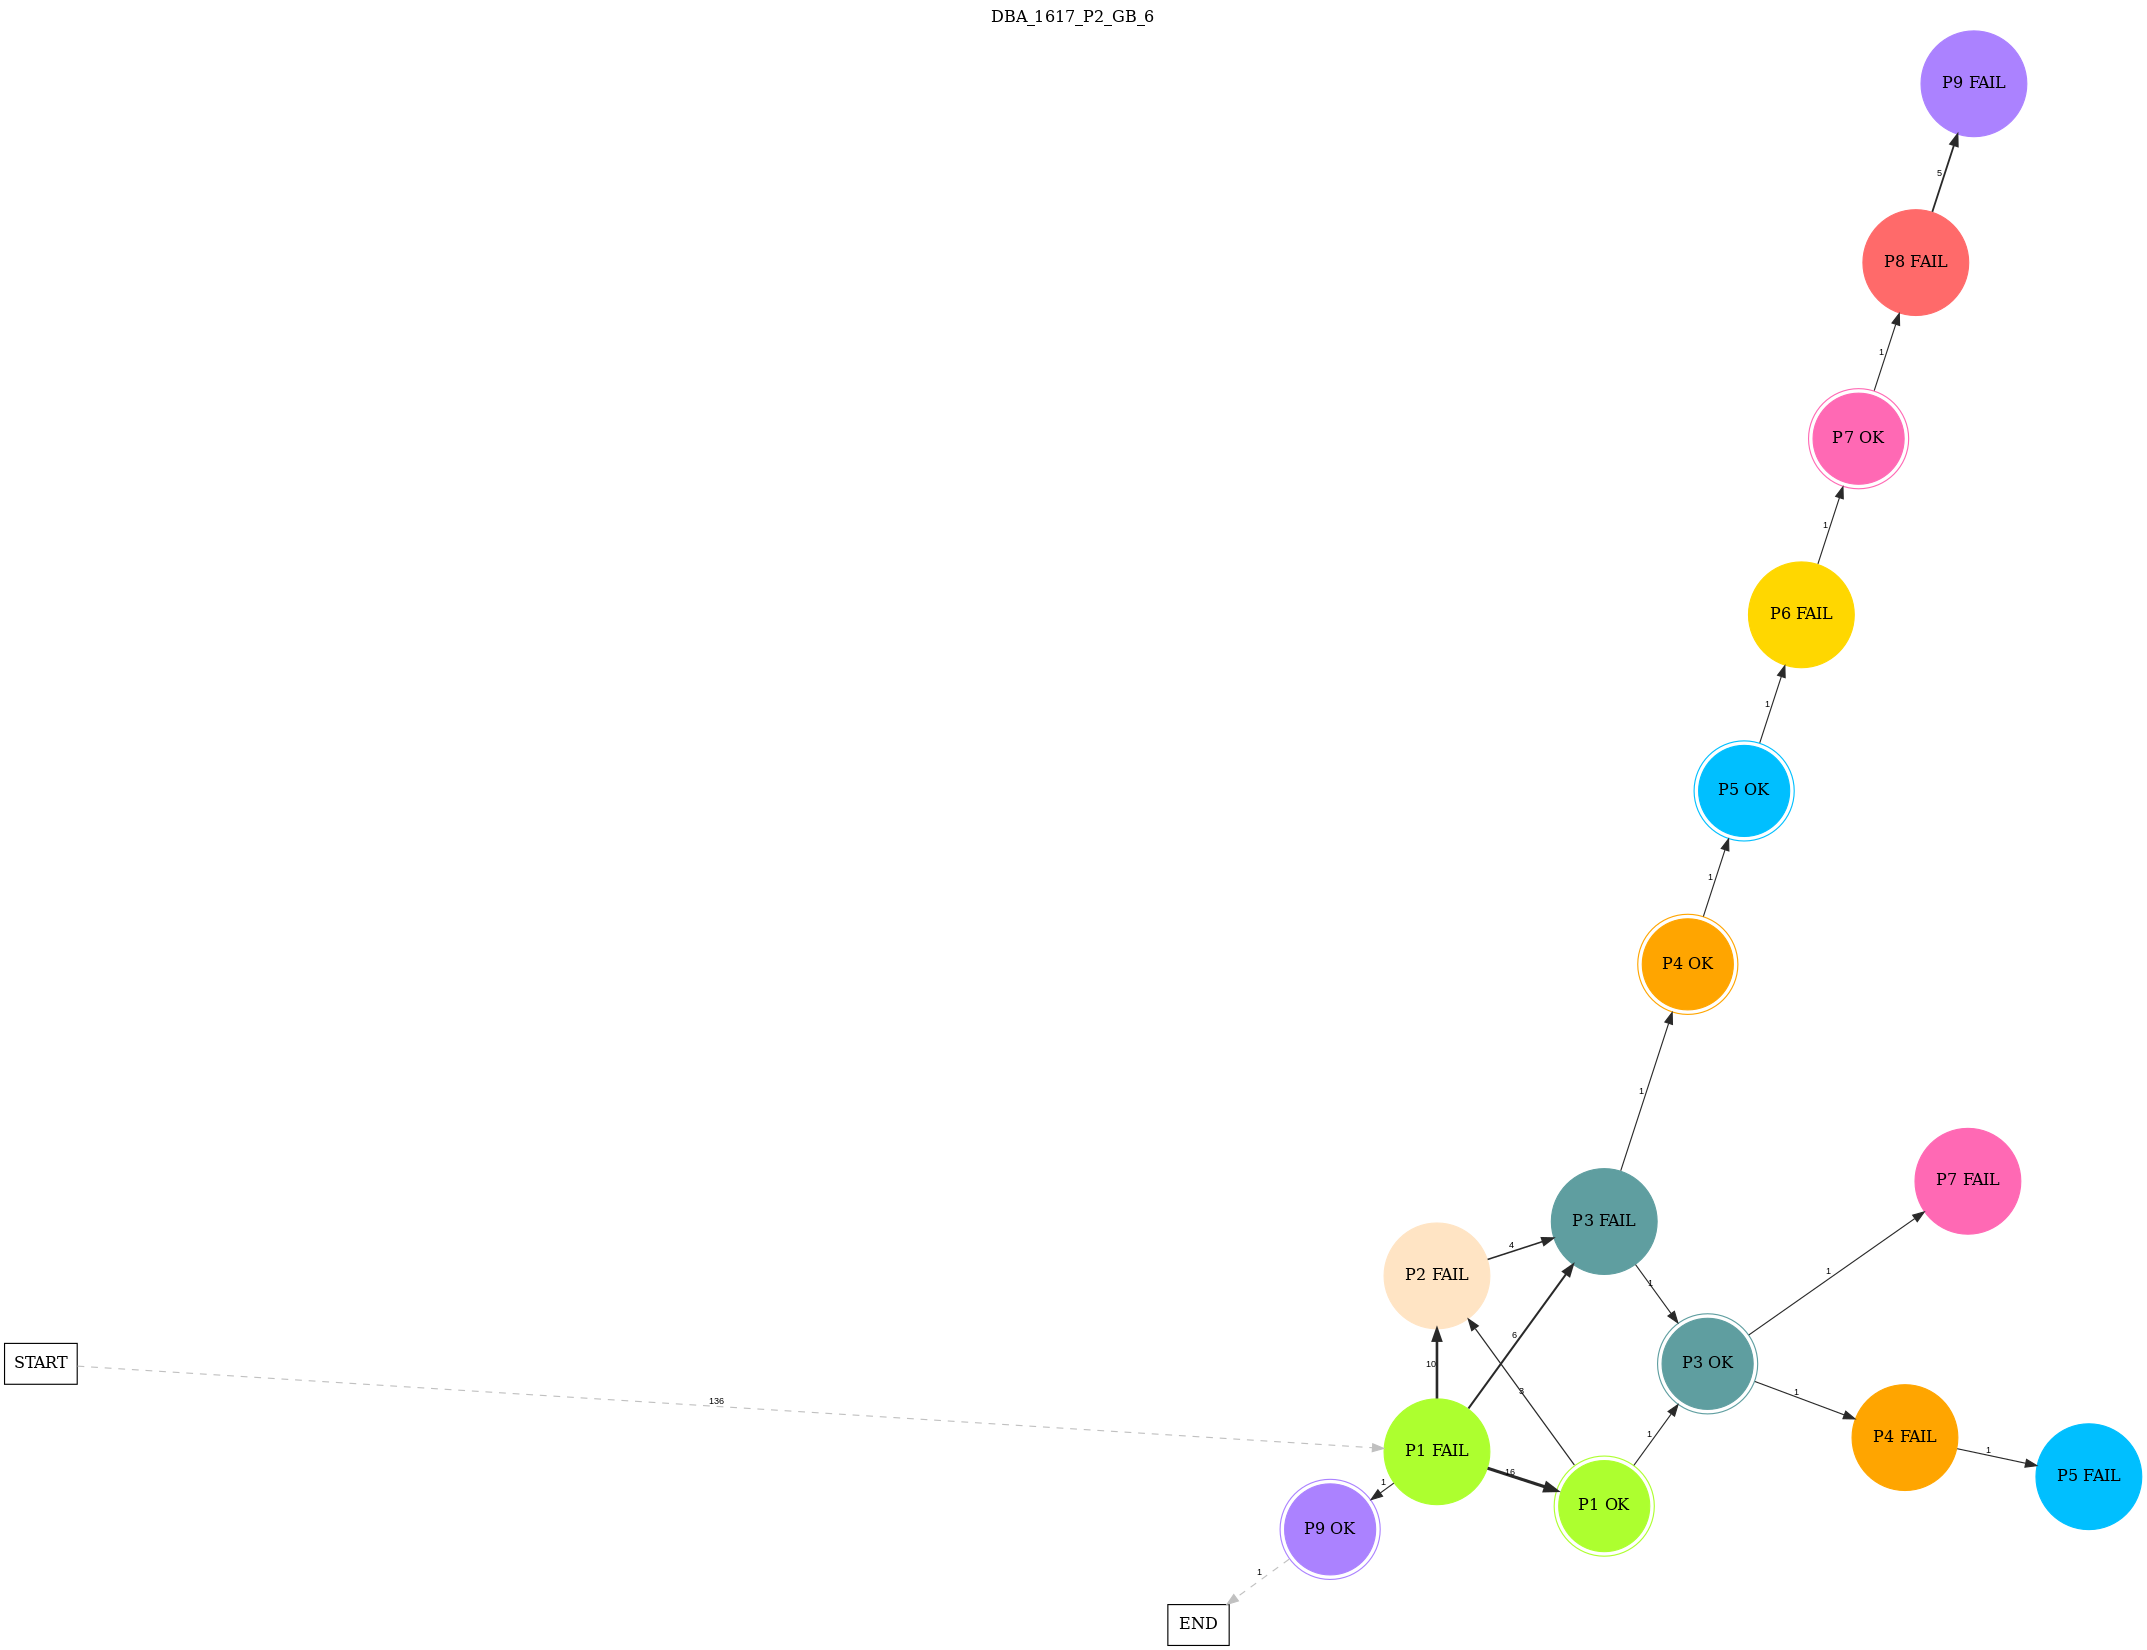 DBA_1617_P2_GB_6
P9 FAIL
5
P8 FAIL
1
P7 OK
1
P6 FAIL
1
P5 OK
1
P4 OK
1
P7 FAIL
P3 FAIL
4
P2 FAIL
1
1
6
START
10
P3 OK
3
1
136
1
P4 FAIL
P1 FAIL
1
16
P5 FAIL
1
P1 OK
P9 OK
1
END